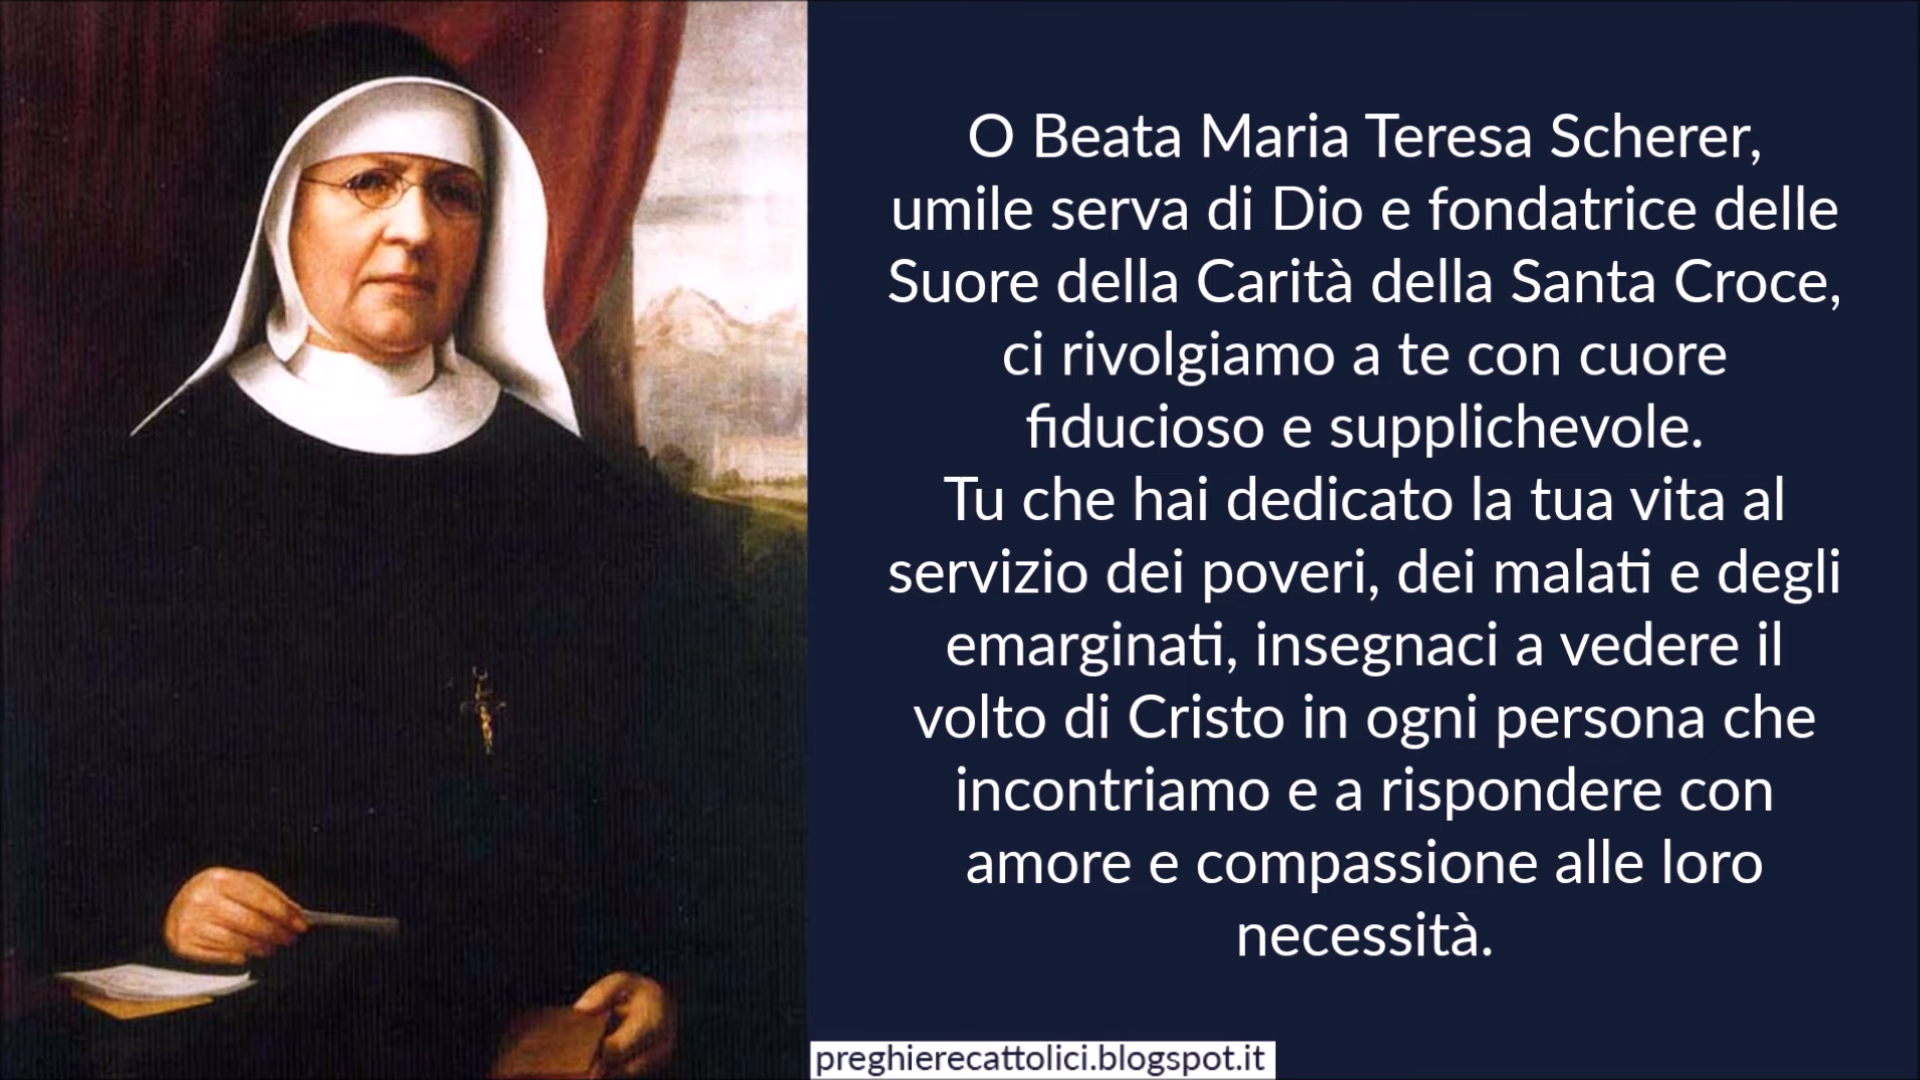 O Beata Maria Teresa Scherer,
umile serva di Dio e fondatrice delle
Suore della Carità della Santa Croce,
ci rivolgiamo a te con cuore
fiducioso e supplichevole.
Tu che hai dedicato la tua vita al
servizio dei poveri, dei malati e degli
emarginati, insegnaci a vedere il
volto di Cristo in ogni persona che
incontriamo e a rispondere con
amore e compassione alle loro
necessità.
preghierecattolici.blogspot.it